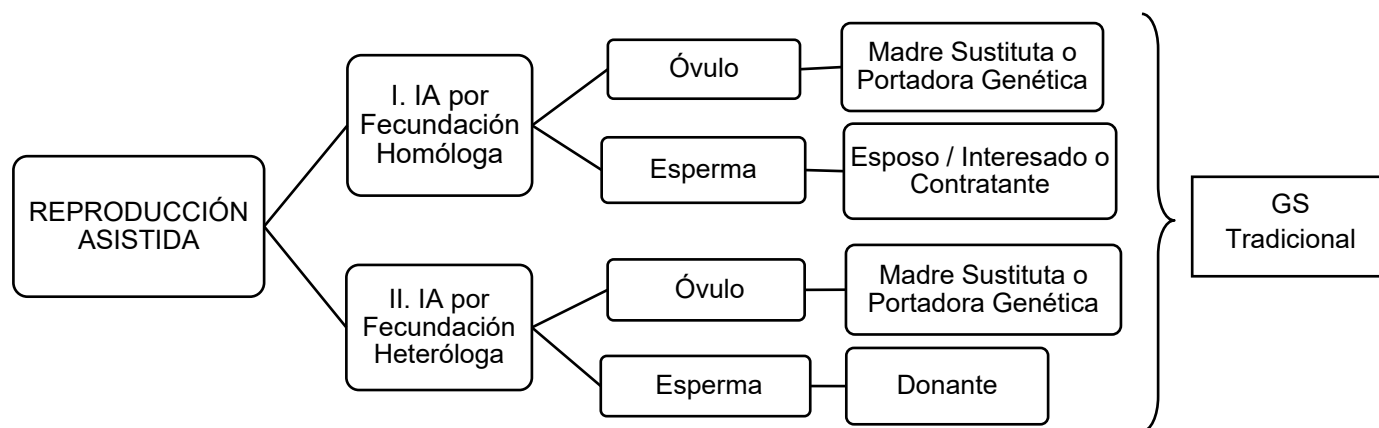 REPRODUCCIÓN
ASISTIDA
I. IA por
Fecundación
Homóloga
Óvulo
Madre Sustituta o
Portadora Genética
Esperma
Esposo / Interesado o
Contratante
II. IA por
Fecundación
Heteróloga
Óvulo
Madre Sustituta o
Portadora Genética
Esperma
Donante
GS
Tradicional